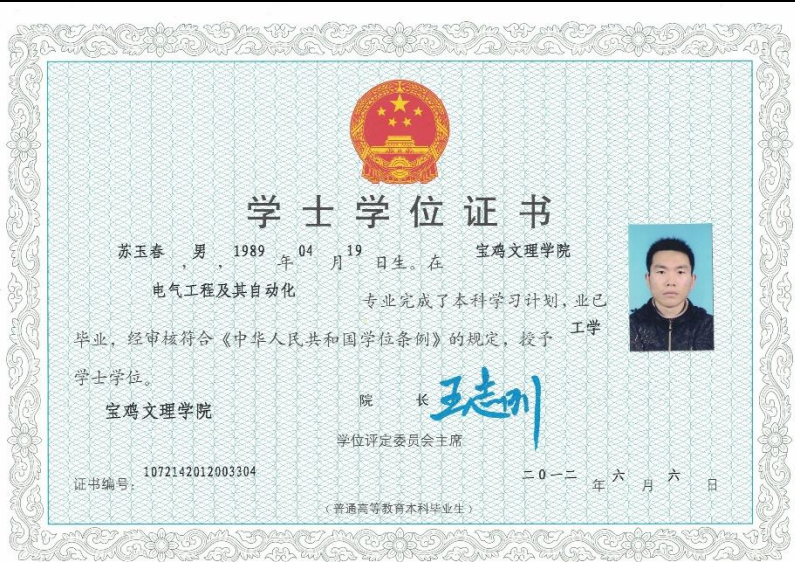 学士学位证书
苏玉春，男，1989年04月19日生。在宝鸡文理学院
电气工程及其自动化专业完成了本科学习计划，业已
毕业，经审核符合《中华人民共和国学位条例》的规定，授予工学
学士学位。
宝鸡文理学院 院长 王志刚
学位评定委员会主席
证书编号：1072142012003304 二0一二年六月六日
（普通高等教育本科毕业生）